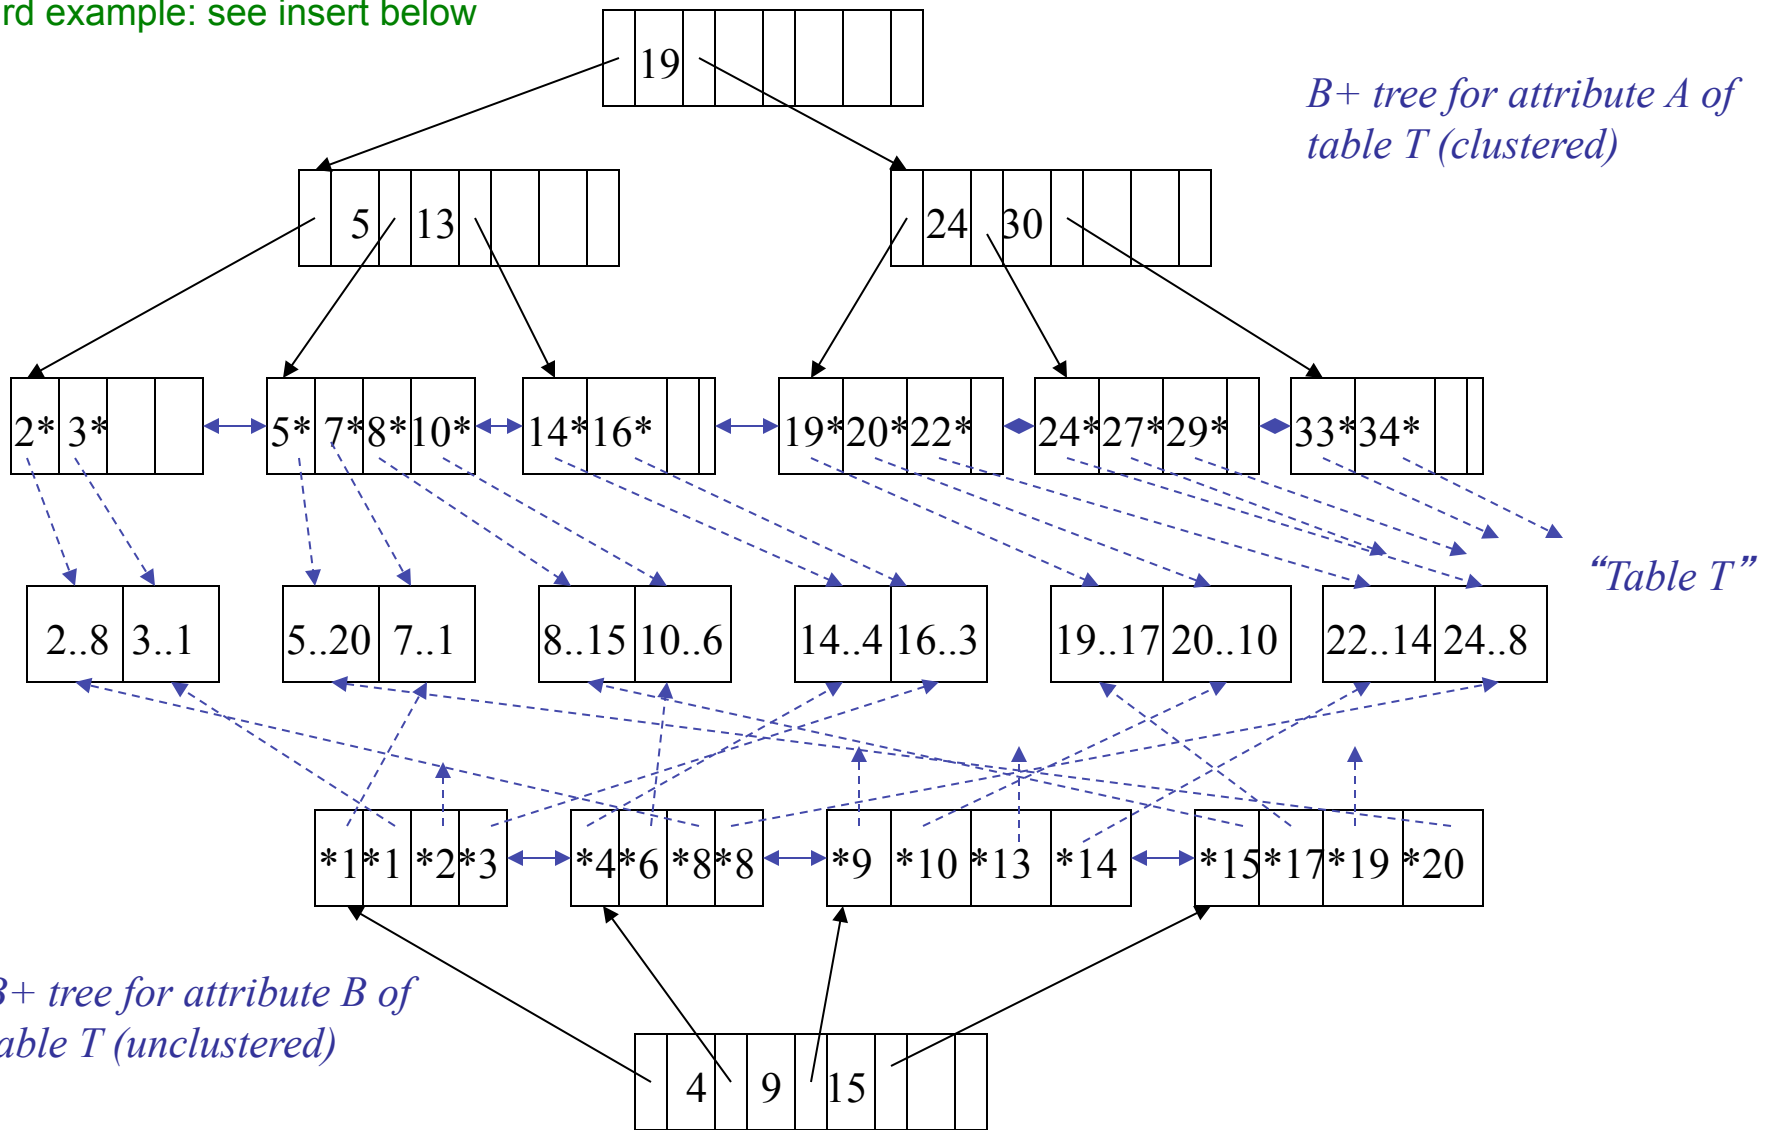 rd example: see insert below
19
B+ tree for attribute A of
table T (clustered)
5 13
24 30
2* 3*
5* 7* 8* 10*
14* 16*
19* 20* 22*
24* 27* 29*
33* 34*
“Table T”
2..8 3..1
5..20 7..1
8..15 10..6
14..4 16..3
19..17 20..10
22..14 24..8
*1 *1 *2 *3
*4 *6 *8 *8
*9 *10 *13 *14
*15 *17 *19 *20
B+ tree for attribute B of
table T (unclustered)
4 9 15